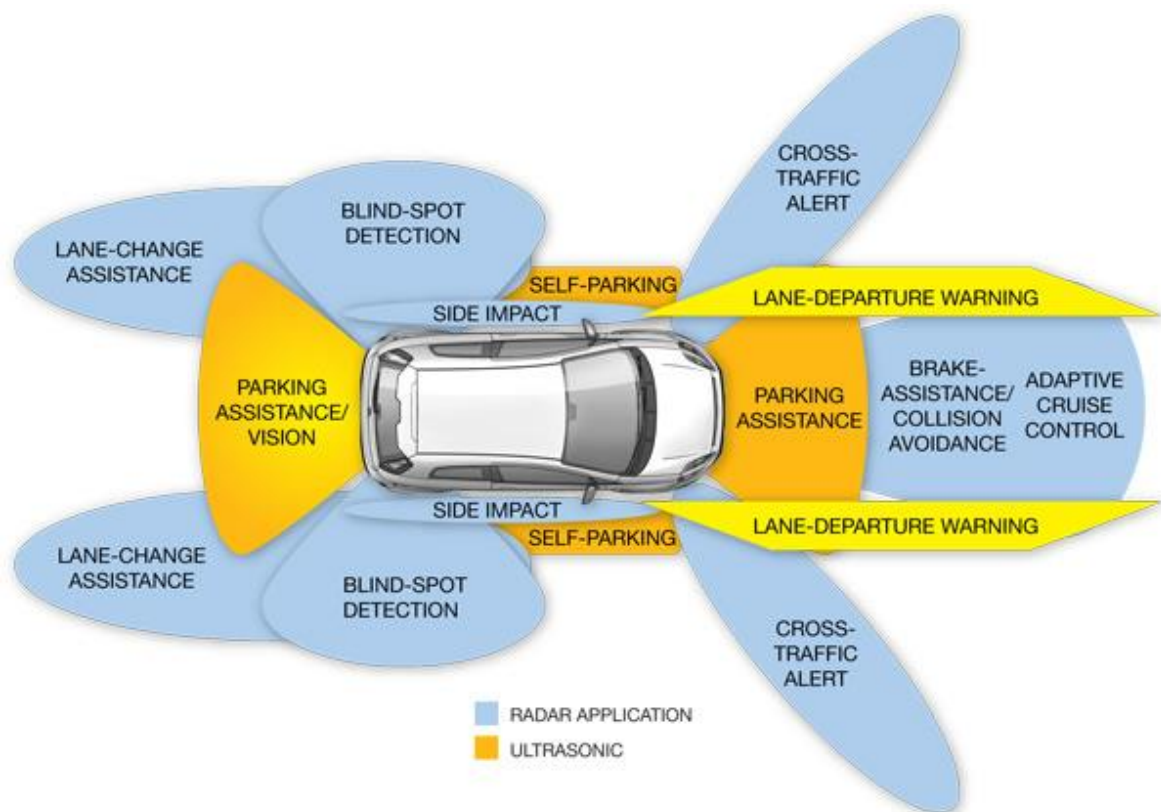 CROSS-
TRAFFIC
ALERT
BLIND-SPOT
DETECTION
LANE-CHANGE
ASSISTANCE
SELF-PARKING
LANE-DEPARTURE WARNING
SIDE IMPACT
PARKING
ASSISTANCE/
VISION
PARKING
ASSISTANCE
BRAKE-
ASSISTANCE/
COLLISION
AVOIDANCE
ADAPTIVE
CRUISE
CONTROL
SIDE IMPACT
LANE-DEPARTURE WARNING
SELF-PARKING
LANE-CHANGE
ASSISTANCE
BLIND-SPOT
DETECTION
CROSS-
TRAFFIC
ALERT
RADAR APPLICATION
ULTRASONIC